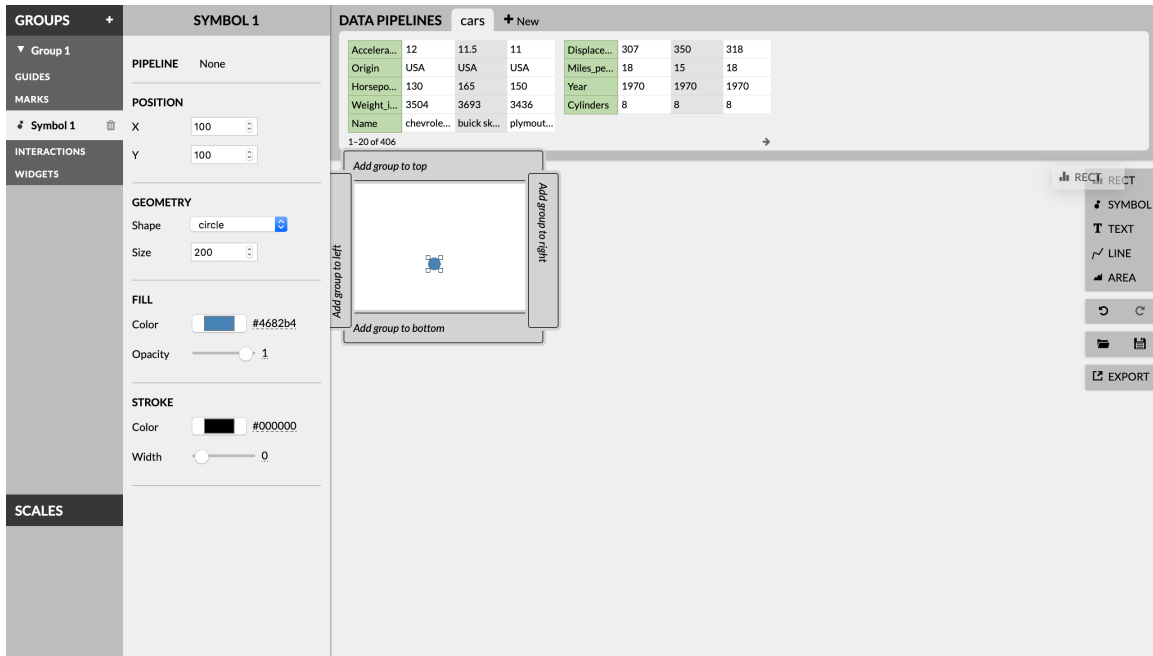 GROUPS +
Group 1
GUIDES
MARKS
Symbol 1
INTERACTIONS
WIDGETS
SCALES
SYMBOL 1
PIPELINE None
POSITION
X 100
Y 100
GEOMETRY
Shape circle
Size 200
FILL
Color #4682b4
Opacity 1
STROKE
Color #000000
Width 0
DATA PIPELINES cars + New
Accelera... 12 11.5 11 Displace... 307 350 318
Origin USA USA USA Miles_pe... 18 15 18
Horsepo... 130 165 150 Year 1970 1970 1970
Weight_i... 3504 3693 3436 Cylinders 8 8 8
Name chevrole... buick sk... plymout...
1–20 of 406
Add group to top
Add group to left
Add group to right
Add group to bottom
RECT
RECT
SYMBOL
TEXT
LINE
AREA
EXPORT